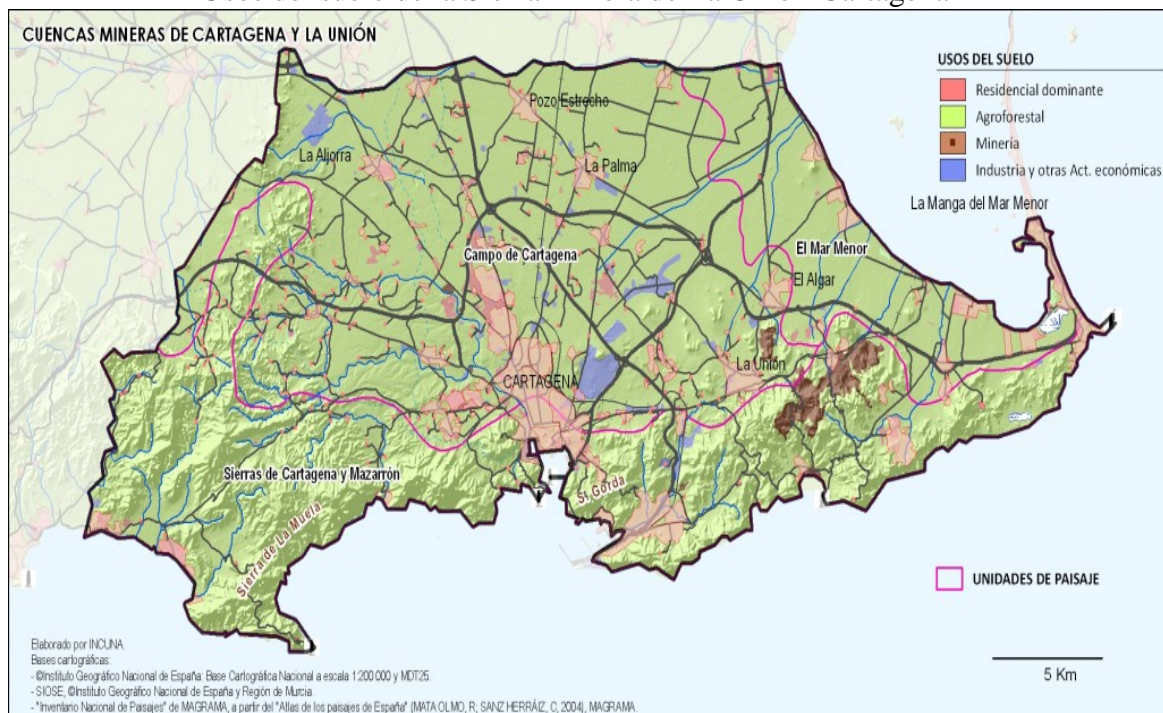 CUENCAS MINERAS DE CARTAGENA Y LA UNIÓN
USOS DEL SUELO
Residencial dominante
Agroforestal
Minería
Industria y otras Act. económicas
Pozo Estrecho
La Aljorra
La Palma
La Manga del Mar Menor
Campo de Cartagena
El Mar Menor
El Algar
La Unión
CARTAGENA
Sierras de Cartagena y Mazarrón
St. Gorda
Sierra de La Muela
UNIDADES DE PAISAJE
Elaborado por INCUNA
Bases cartográficas:
- ©Instituto Geográfico Nacional de España: Base Cartográfica Nacional a escala 1:200.000 y MDT25.
- SIOSE, ©Instituto Geográfico Nacional de España y Región de Murcia.
- "Inventario Nacional de Paisajes" de MAGRAMA, a partir del "Atlas de los paisajes de España" (MATA OLMO, R; SANZ HERRÁIZ, C, 2004), MAGRAMA.
5 Km